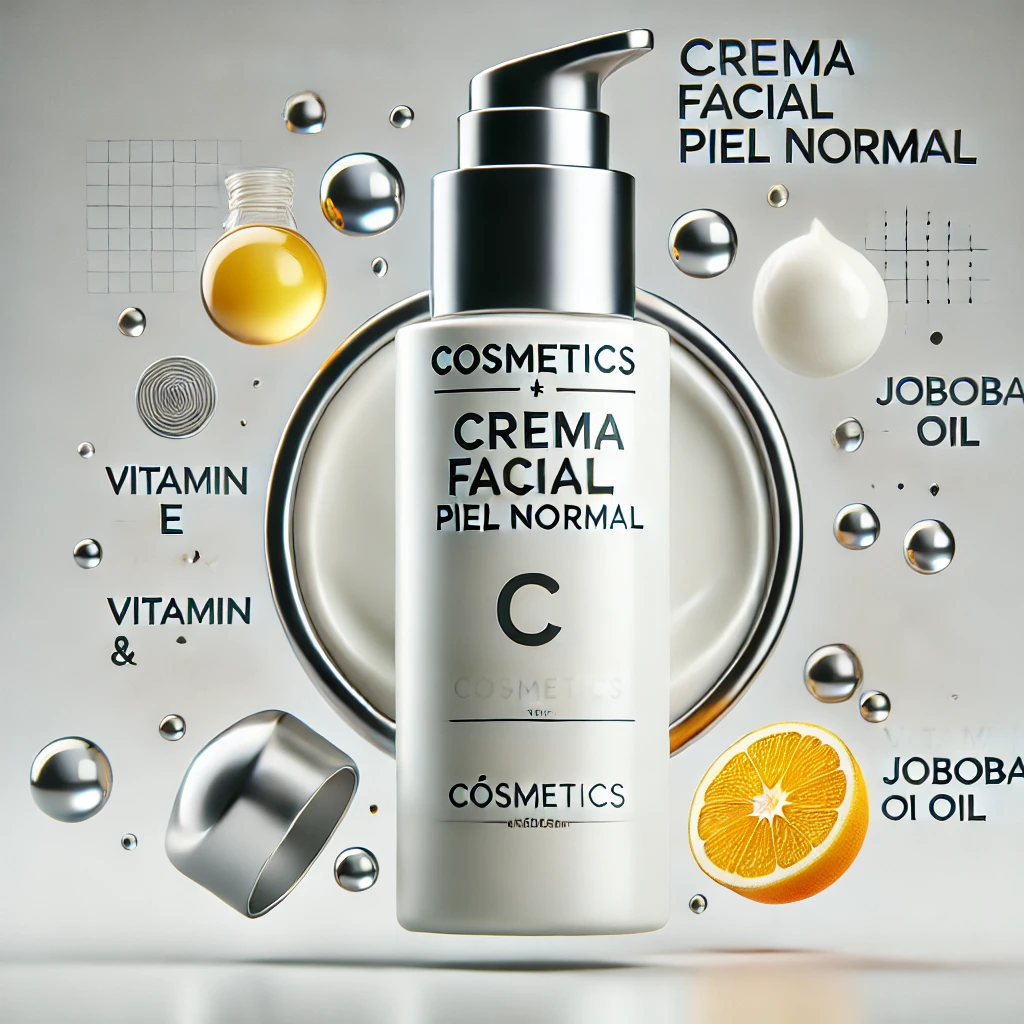 CREMA
FACIAL
PIEL NORMAL
COSMETICS
CREMA
FACIAL
PIEL NORMAL
C
COSMETICS
CÓSMETICS
VITAMIN
E
VITAMIN
&
JOBOBA
OIL
JOBOBA
OI OIL